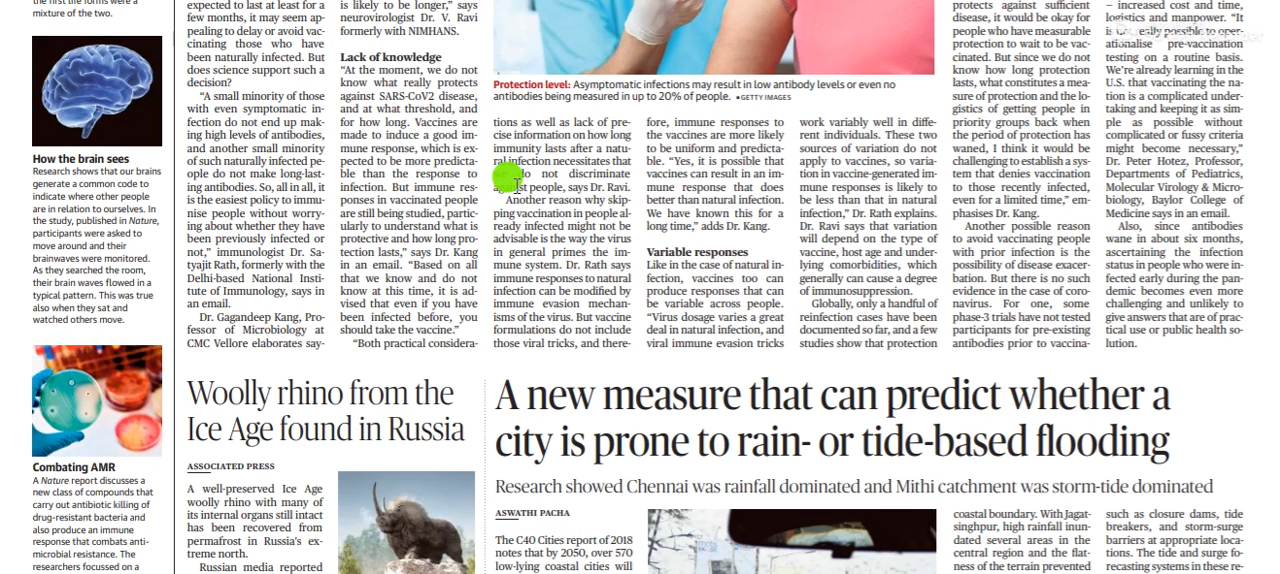 the first life forms were a
mixture of the two.
How the brain sees
Research shows that our brains
generate a common code to
indicate where other people
are in relation to ourselves. In
the study, published in Nature,
participants were asked to
move around and their
brainwaves were monitored.
As they searched the room,
their brain waves flowed in a
typical pattern. This was true
also when they sat and
watched others move.
Combating AMR
A Nature report discusses a
new class of compounds that
carry out antibiotic killing of
drug-resistant bacteria and
also produce an immune
response that combats anti-
microbial resistance. The
researchers focussed on a
expected to last at least for a
few months, it may seem ap-
pealing to delay or avoid vac-
cinating those who have
been naturally infected. But
does science support such a
decision?
“A small minority of those
with even symptomatic in-
fection do not end up mak-
ing high levels of antibodies,
and another small minority
of such naturally infected pe-
ople do not make long-last-
ing antibodies. So, all in all, it
is the easiest policy to immu-
nise people without worry-
ing about whether they have
been previously infected or
not,” immunologist Dr. Sa-
tyajit Rath, formerly with the
Delhi-based National Insti-
tute of Immunology, says in
an email.
Dr. Gagandeep Kang, Pro-
fessor of Microbiology at
CMC Vellore elaborates say-
is likely to be longer,” says
neurovirologist Dr. V. Ravi
formerly with NIMHANS.
Lack of knowledge
“At the moment, we do not
know what really protects
against SARS-CoV2 disease,
and at what threshold, and
for how long. Vaccines are
made to induce a good im-
mune response, which is ex-
pected to be more predicta-
ble than the response to
infection. But immune res-
ponses in vaccinated people
are still being studied, partic-
ularly to understand what is
protective and how long pro-
tection lasts,” says Dr. Kang
in an email. “Based on all
that we know and do not
know at this time, it is ad-
vised that even if you have
been infected before, you
should take the vaccine.”
“Both practical considera-
Protection level: Asymptomatic infections may result in low antibody levels or even no
antibodies being measured in up to 20% of people. •GETTY IMAGES
tions as well as lack of pre-
cise information on how long
immunity lasts after a natu-
ral infection necessitates that
we do not discriminate
against people, says Dr. Ravi.
Another reason why skip-
ping vaccination in people al-
ready infected might not be
advisable is the way the virus
in general primes the im-
mune system. Dr. Rath says
immune responses to natural
infection can be modified by
immune evasion mechan-
isms of the virus. But vaccine
formulations do not include
those viral tricks, and there-
fore, immune responses to
the vaccines are more likely
to be uniform and predicta-
ble. “Yes, it is possible that
vaccines can result in an im-
mune response that does
better than natural infection.
We have known this for a
long time,” adds Dr. Kang.
Variable responses
Like in the case of natural in-
fection, vaccines too can
produce responses that can
be variable across people.
“Virus dosage varies a great
deal in natural infection, and
viral immune evasion tricks
work variably well in diffe-
rent individuals. These two
sources of variation do not
apply to vaccines, so varia-
tion in vaccine-generated im-
mune responses is likely to
be less than that in natural
infection,” Dr. Rath explains.
Dr. Ravi says that variation
will depend on the type of
vaccine, host age and under-
lying comorbidities, which
generally can cause a degree
of immunosuppression.
Globally, only a handful of
reinfection cases have been
documented so far, and a few
studies show that protection
protects against sufficient
disease, it would be okay for
people who have measurable
protection to wait to be vac-
cinated. But since we do not
know how long protection
lasts, what constitutes a mea-
sure of protection and the lo-
gistics of getting people in
priority groups back when
the period of protection has
waned, I think it would be
challenging to establish a sys-
tem that denies vaccination
to those recently infected,
even for a limited time,” em-
phasises Dr. Kang.
Another possible reason
to avoid vaccinating people
with prior infection is the
possibility of disease exacer-
bation. But there is no such
evidence in the case of coro-
navirus. For one, some
phase-3 trials have not tested
participants for pre-existing
antibodies prior to vaccina-
– increased cost and time,
logistics and manpower. “It
is not really possible to oper-
ationalise pre-vaccination
testing on a routine basis.
We’re already learning in the
U.S. that vaccinating the na-
tion is a complicated under-
taking and keeping it as sim-
ple as possible without
complicated or fussy criteria
might become necessary,”
Dr. Peter Hotez, Professor,
Departments of Pediatrics,
Molecular Virology & Micro-
biology, Baylor College of
Medicine says in an email.
Also, since antibodies
wane in about six months,
ascertaining the infection
status in people who were in-
fected early during the pan-
demic becomes even more
challenging and unlikely to
give answers that are of prac-
tical use or public health so-
lution.
Woolly rhino from the
Ice Age found in Russia
ASSOCIATED PRESS
A well-preserved Ice Age
woolly rhino with many of
its internal organs still intact
has been recovered from
permafrost in Russia’s ex-
treme north.
Russian media reported
A new measure that can predict whether a
city is prone to rain- or tide-based flooding
Research showed Chennai was rainfall dominated and Mithi catchment was storm-tide dominated
ASWATHI PACHA
The C40 Cities report of 2018
notes that by 2050, over 570
low-lying coastal cities will
coastal boundary. With Jagat-
singhpur, high rainfall inun-
dated several areas in the
central region and the flat-
ness of the terrain prevented
such as closure dams, tide
breakers, and storm-surge
barriers at appropriate loca-
tions. The tide and surge fo-
recasting systems in these re-